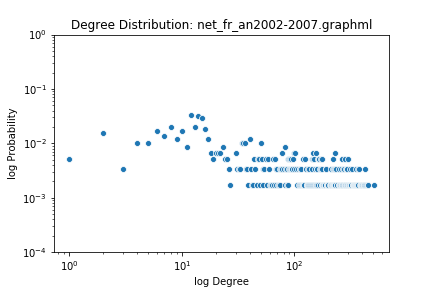 Degree Distribution: net_fr_an2002-2007.graphml
log Probability
10⁰
10⁻¹
10⁻²
10⁻³
10⁻⁴
10⁰ 10¹ 10²
log Degree